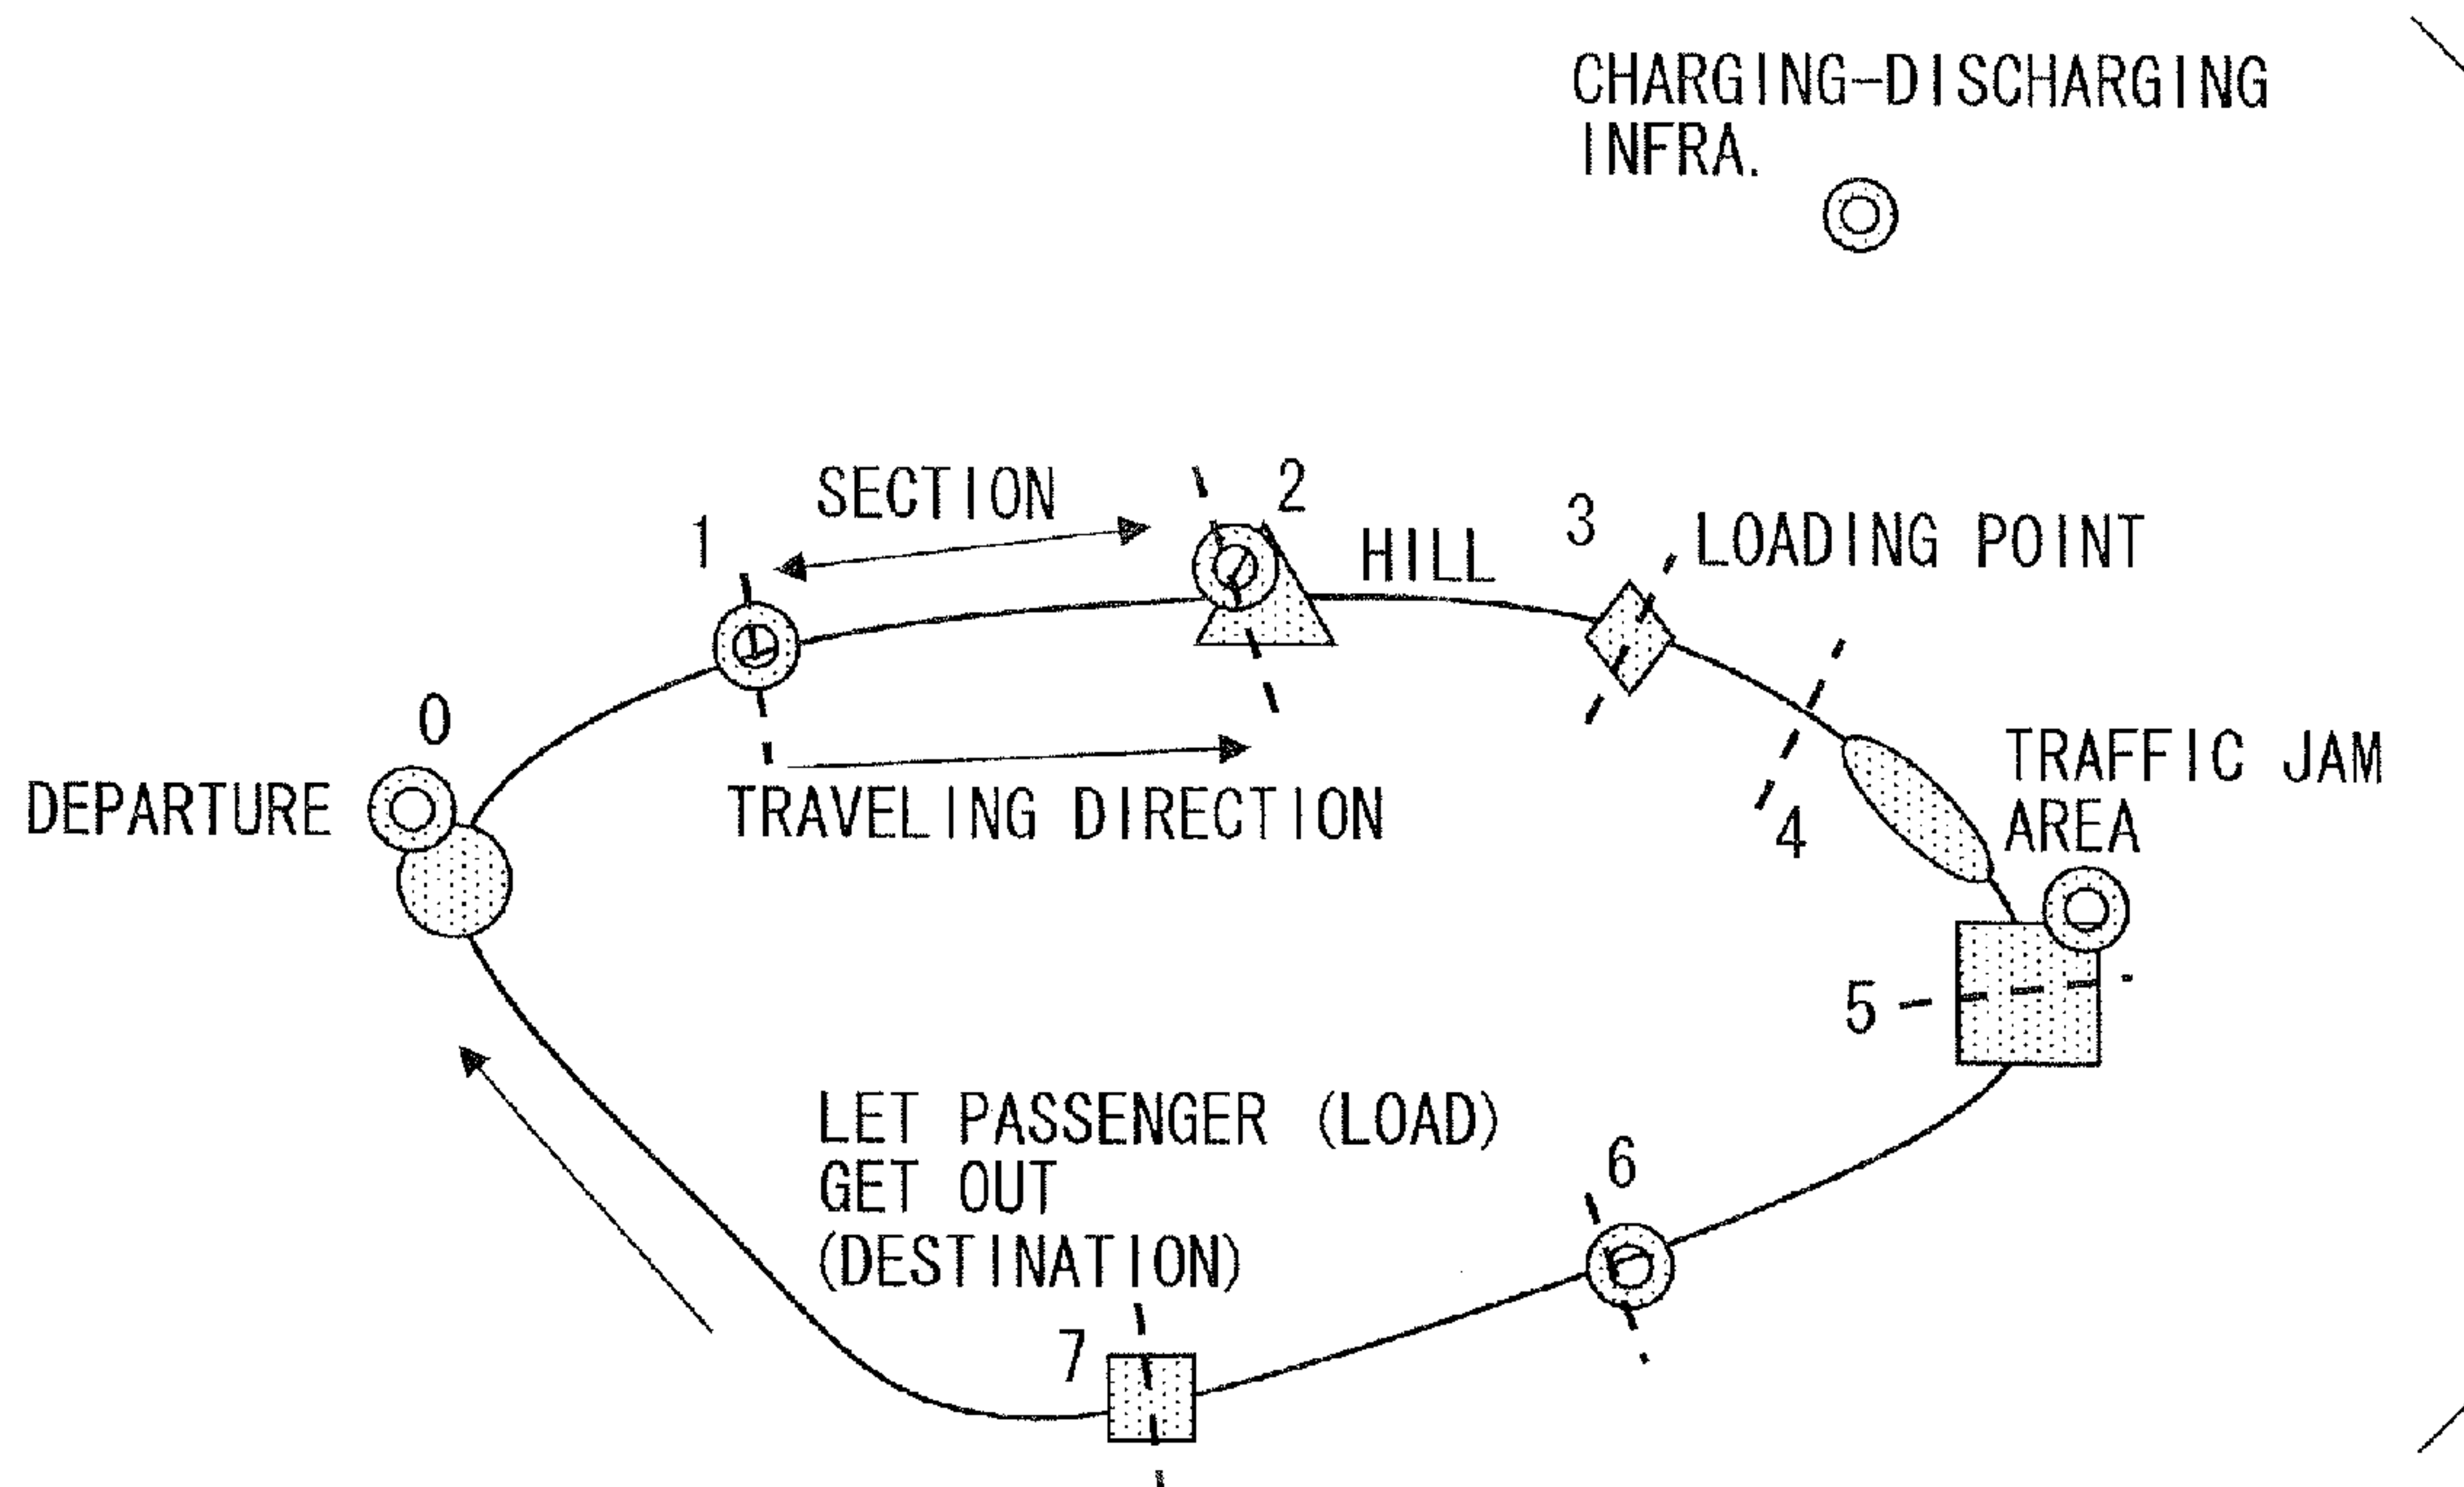 CHARGING-DISCHARGING
INFRA.
SECTION
2
1
HILL
3
LOADING POINT
0
DEPARTURE
TRAVELING DIRECTION
TRAFFIC JAM
AREA
4
5
LET PASSENGER (LOAD)
GET OUT
(DESTINATION)
6
7